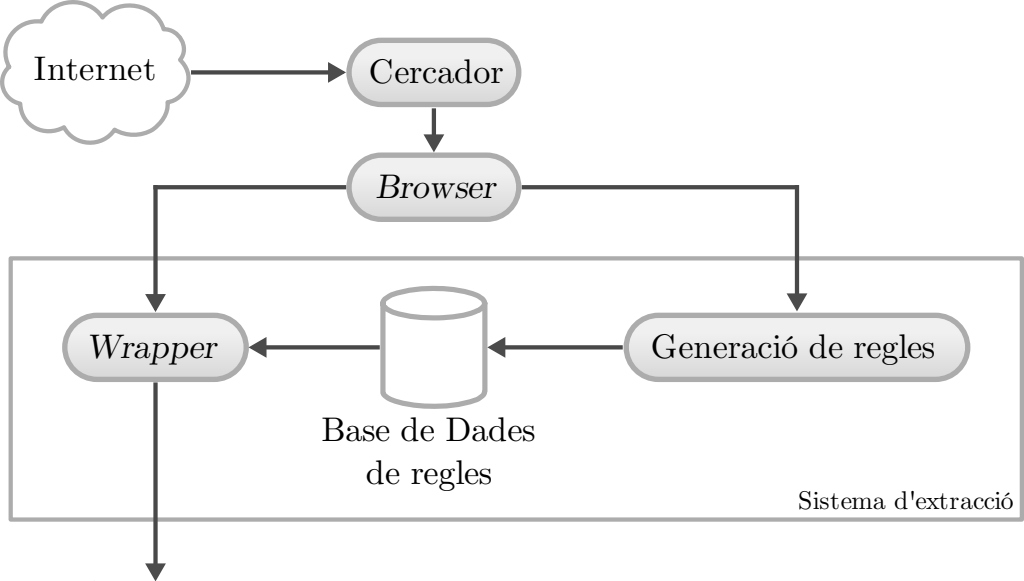 Internet
Cercador
Browser
Wrapper
Generació de regles
Base de Dades
de regles
Sistema d'extracció